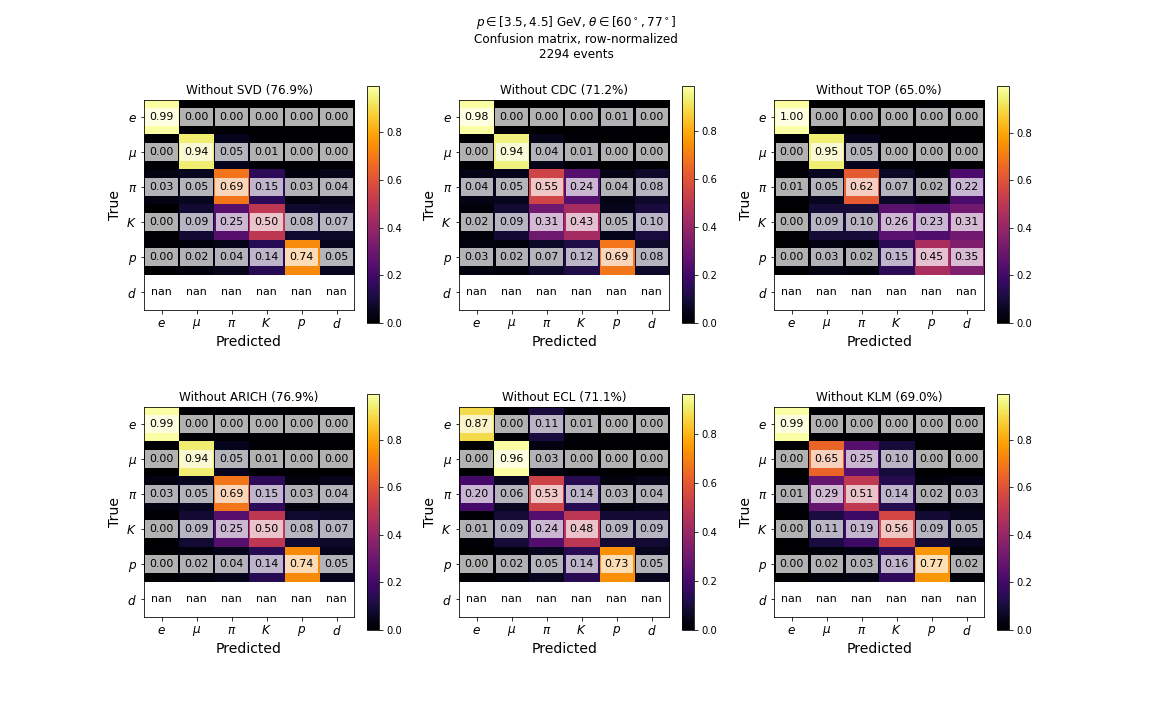 p ∈ [3.5, 4.5] GeV, θ ∈ [60°, 77°]
Confusion matrix, row-normalized
2294 events
Without SVD (76.9%)
e 0.99 0.00 0.00 0.00 0.00 0.00
μ 0.00 0.94 0.05 0.01 0.00 0.00
π 0.03 0.05 0.69 0.15 0.03 0.04
K 0.00 0.09 0.25 0.50 0.08 0.07
p 0.00 0.02 0.04 0.14 0.74 0.05
d nan nan nan nan nan nan
e μ π K p d
Predicted
True
0.8
0.6
0.4
0.2
0.0
Without CDC (71.2%)
e 0.98 0.00 0.00 0.00 0.01 0.00
μ 0.00 0.94 0.04 0.01 0.00 0.00
π 0.04 0.05 0.55 0.24 0.04 0.08
K 0.02 0.09 0.31 0.43 0.05 0.10
p 0.03 0.02 0.07 0.12 0.69 0.08
d nan nan nan nan nan nan
e μ π K p d
Predicted
True
0.8
0.6
0.4
0.2
0.0
Without TOP (65.0%)
e 1.00 0.00 0.00 0.00 0.00 0.00
μ 0.00 0.95 0.05 0.00 0.00 0.00
π 0.01 0.05 0.62 0.07 0.02 0.22
K 0.00 0.09 0.10 0.26 0.23 0.31
p 0.00 0.03 0.02 0.15 0.45 0.35
d nan nan nan nan nan nan
e μ π K p d
Predicted
True
0.8
0.6
0.4
0.2
0.0
Without ARICH (76.9%)
e 0.99 0.00 0.00 0.00 0.00 0.00
μ 0.00 0.94 0.05 0.01 0.00 0.00
π 0.03 0.05 0.69 0.15 0.03 0.04
K 0.00 0.09 0.25 0.50 0.08 0.07
p 0.00 0.02 0.04 0.14 0.74 0.05
d nan nan nan nan nan nan
e μ π K p d
Predicted
True
0.8
0.6
0.4
0.2
0.0
Without ECL (71.1%)
e 0.87 0.00 0.11 0.01 0.00 0.00
μ 0.00 0.96 0.03 0.00 0.00 0.00
π 0.20 0.06 0.53 0.14 0.03 0.04
K 0.01 0.09 0.24 0.48 0.09 0.09
p 0.00 0.02 0.05 0.14 0.73 0.05
d nan nan nan nan nan nan
e μ π K p d
Predicted
True
0.8
0.6
0.4
0.2
0.0
Without KLM (69.0%)
e 0.99 0.00 0.00 0.00 0.00 0.00
μ 0.00 0.65 0.25 0.10 0.00 0.00
π 0.01 0.29 0.51 0.14 0.02 0.03
K 0.00 0.11 0.19 0.56 0.09 0.05
p 0.00 0.02 0.03 0.16 0.77 0.02
d nan nan nan nan nan nan
e μ π K p d
Predicted
True
0.8
0.6
0.4
0.2
0.0